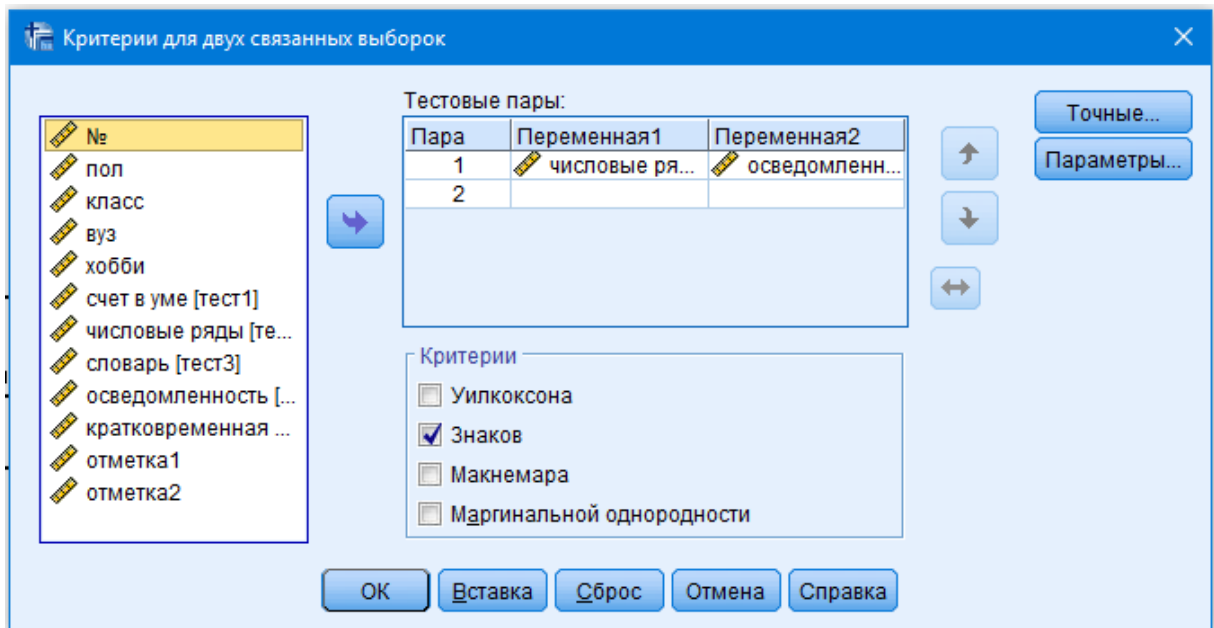 Критерии для двух связанных выборок
№
пол
класс
вуз
хобби
счет в уме [тест1]
числовые ряды [те...
словарь [тест3]
осведомленность [...
кратковременная ...
отметка1
отметка2
Тестовые пары:
Пара Переменная1 Переменная2
1 числовые ря... осведомленн...
2
Критерии
Уилкоксона
Знаков
Макнемара
Маргинальной однородности
Точные...
Параметры...
ОК Вставка Сброс Отмена Справка